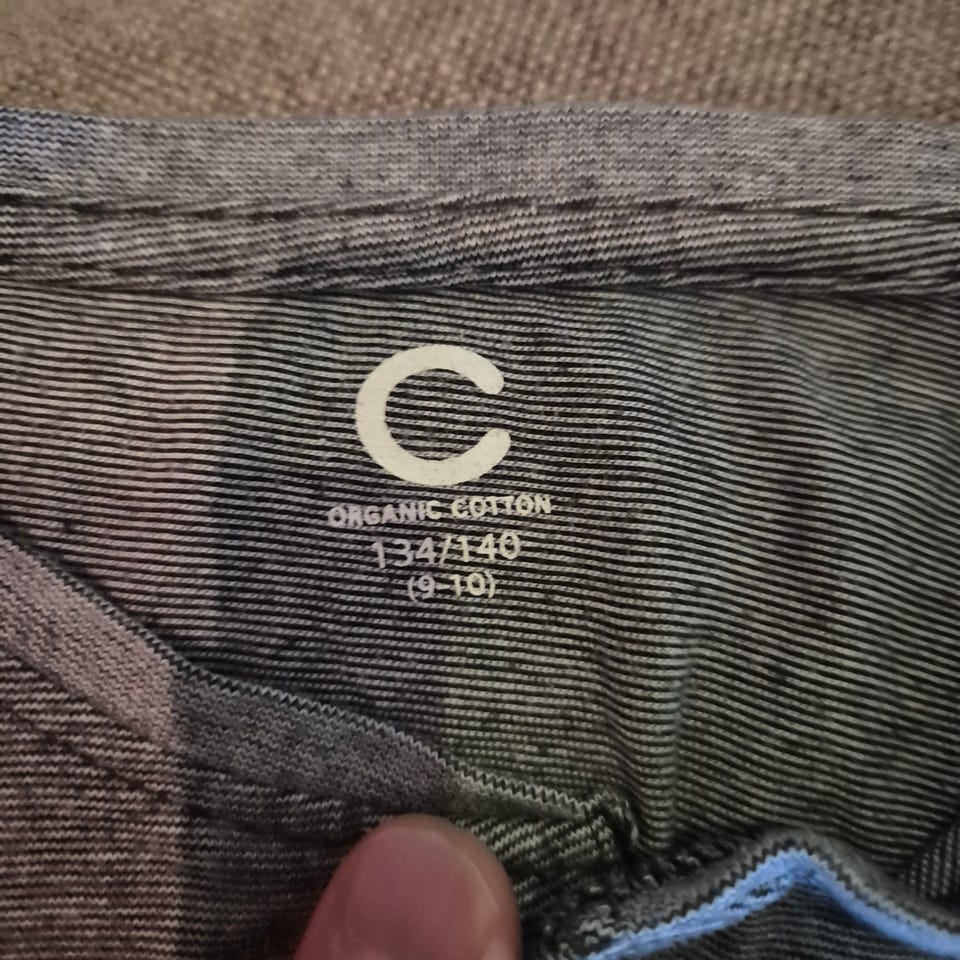 C
ORGANIC COTTON
134/140
(9-10)